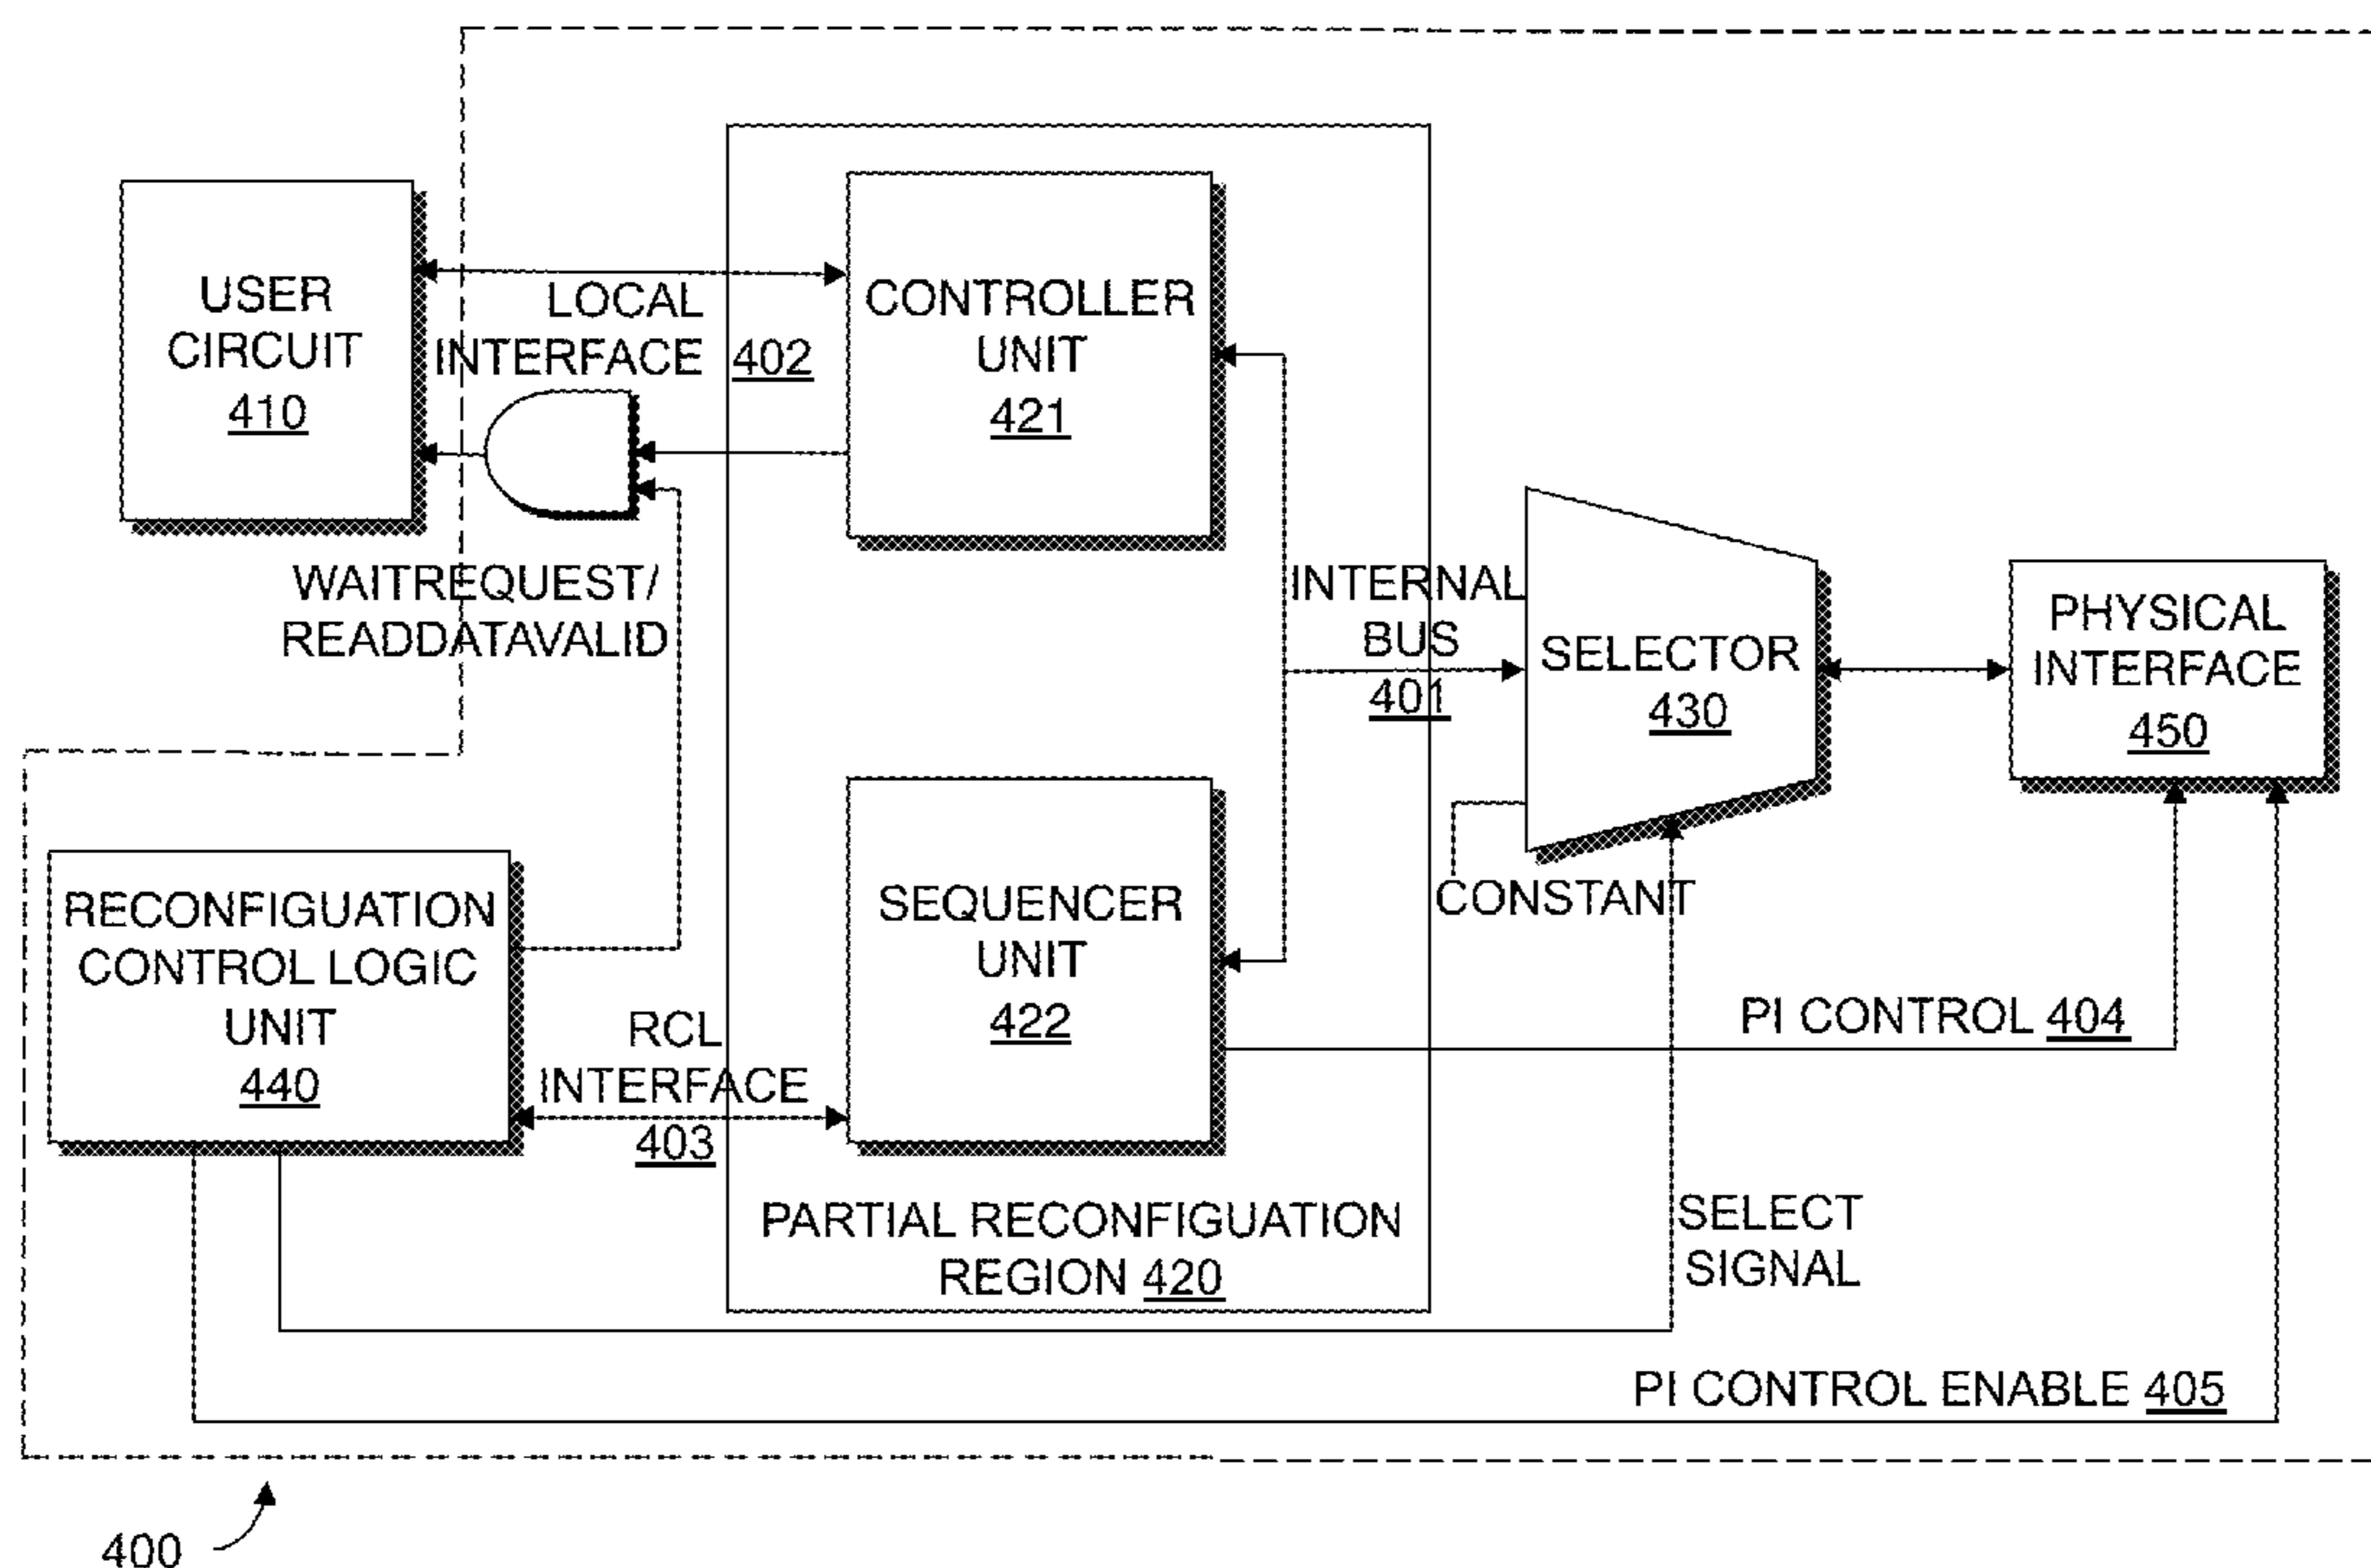 USER
CIRCUIT
410
LOCAL
INTERFACE 402
CONTROLLER
UNIT
421
WAITREQUEST/
READDATAVALID
INTERNAL
BUS
401
SELECTOR
430
PHYSICAL
INTERFACE
450
CONSTANT
RECONFIGUATION
CONTROL LOGIC
UNIT
440
RCL
INTERFACE
403
SEQUENCER
UNIT
422
PI CONTROL 404
PARTIAL RECONFIGUATION
REGION 420
SELECT
SIGNAL
PI CONTROL ENABLE 405
400